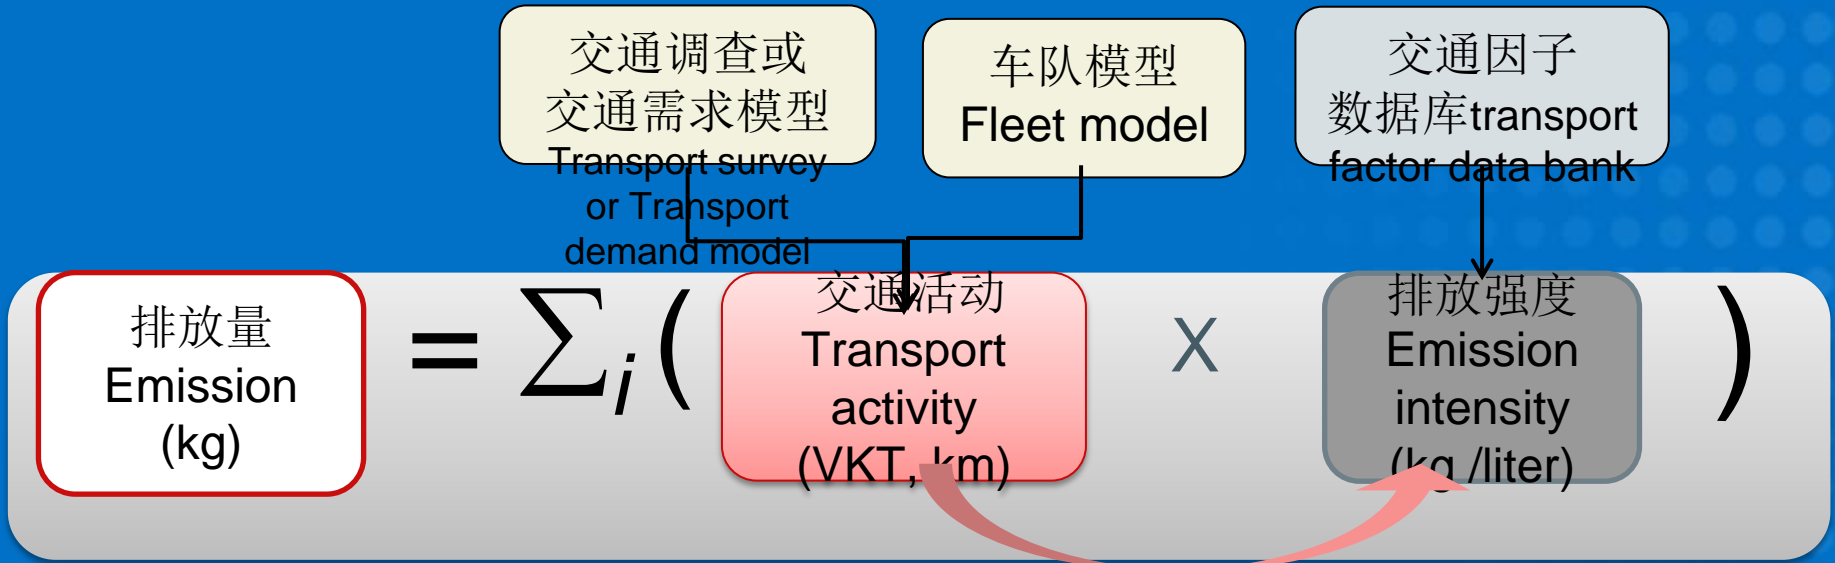 交通调查或
交通需求模型
Transport survey
or Transport
demand model
车队模型
Fleet model
交通因子
数据库transport
factor data bank
排放量
Emission
(kg)
= ∑i (
交通活动
Transport
activity
(VKT, km)
X
排放强度
Emission
intensity
(kg /liter)
)